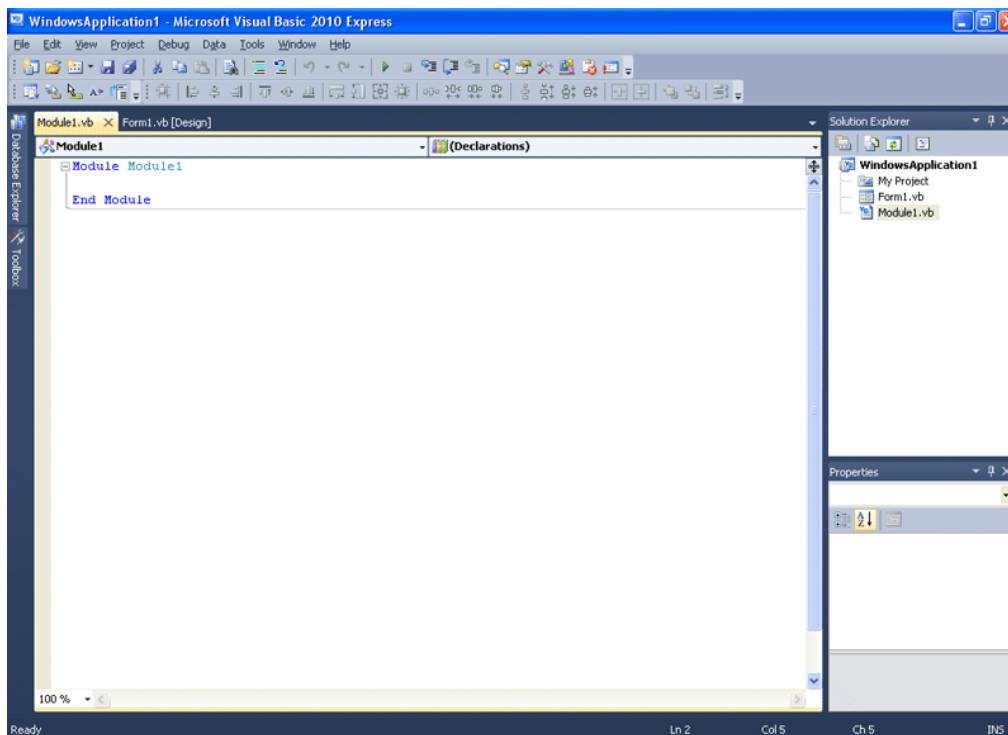 WindowsApplication1 - Microsoft Visual Basic 2010 Express
File Edit View Project Debug Data Tools Window Help
Module1.vb Form1.vb [Design]
Module1 (Declarations)
Module Module1
End Module
100 %
Database Explorer
Toolbox
Solution Explorer
WindowsApplication1
My Project
Form1.vb
Module1.vb
Properties
Ready Ln 2 Col 5 Ch 5 INS